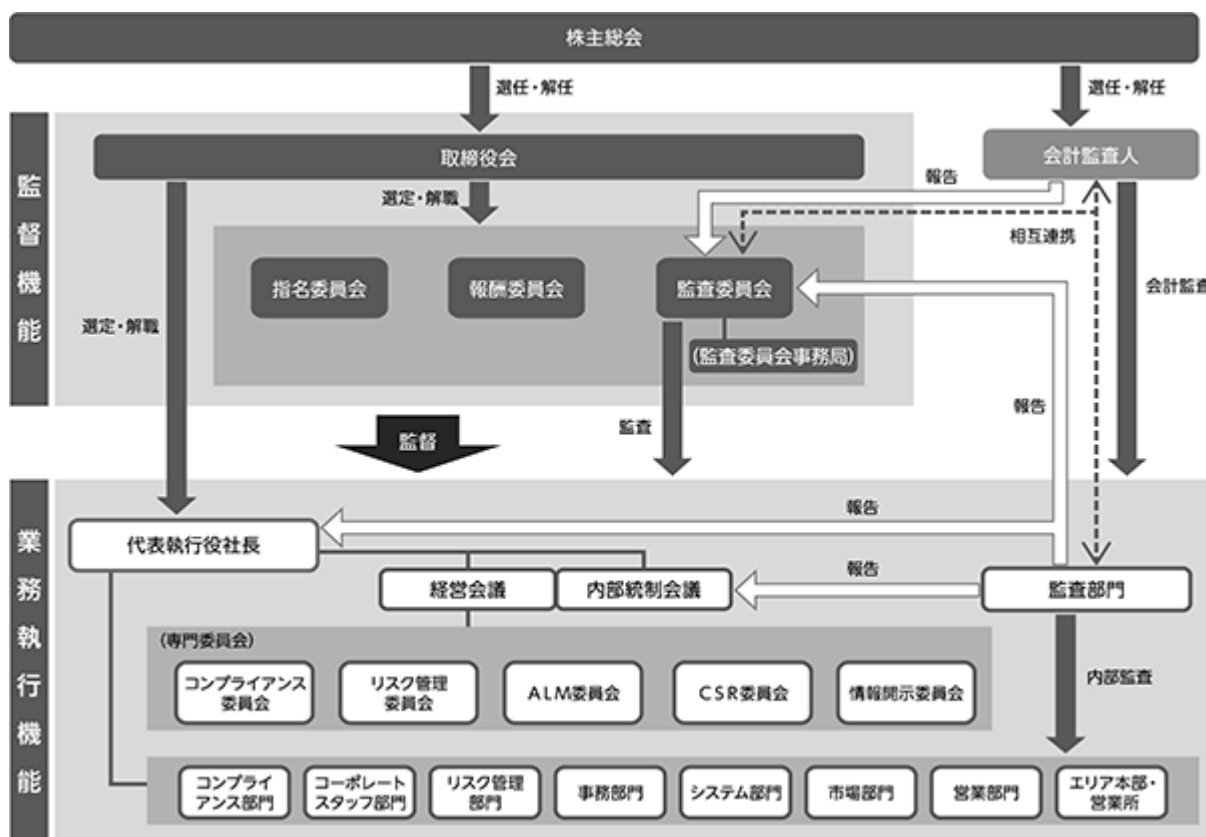 株主総会
選任・解任
選任・解任
監督機能
取締役会
会計監査人
選定・解職
報告
相互連携
指名委員会
報酬委員会
監査委員会
(監査委員会事務局)
選定・解職
会計監査
報告
監督
監査
業務執行機能
代表執行役社長
報告
経営会議
内部統制会議
報告
監査部門
(専門委員会)
コンプライアンス
委員会
リスク管理
委員会
ALM委員会
CSR委員会
情報開示委員会
内部監査
コンプライ
アンス部門
コーポレート
スタッフ部門
リスク管理
部門
事務部門
システム部門
市場部門
営業部門
エリア本部・
営業所